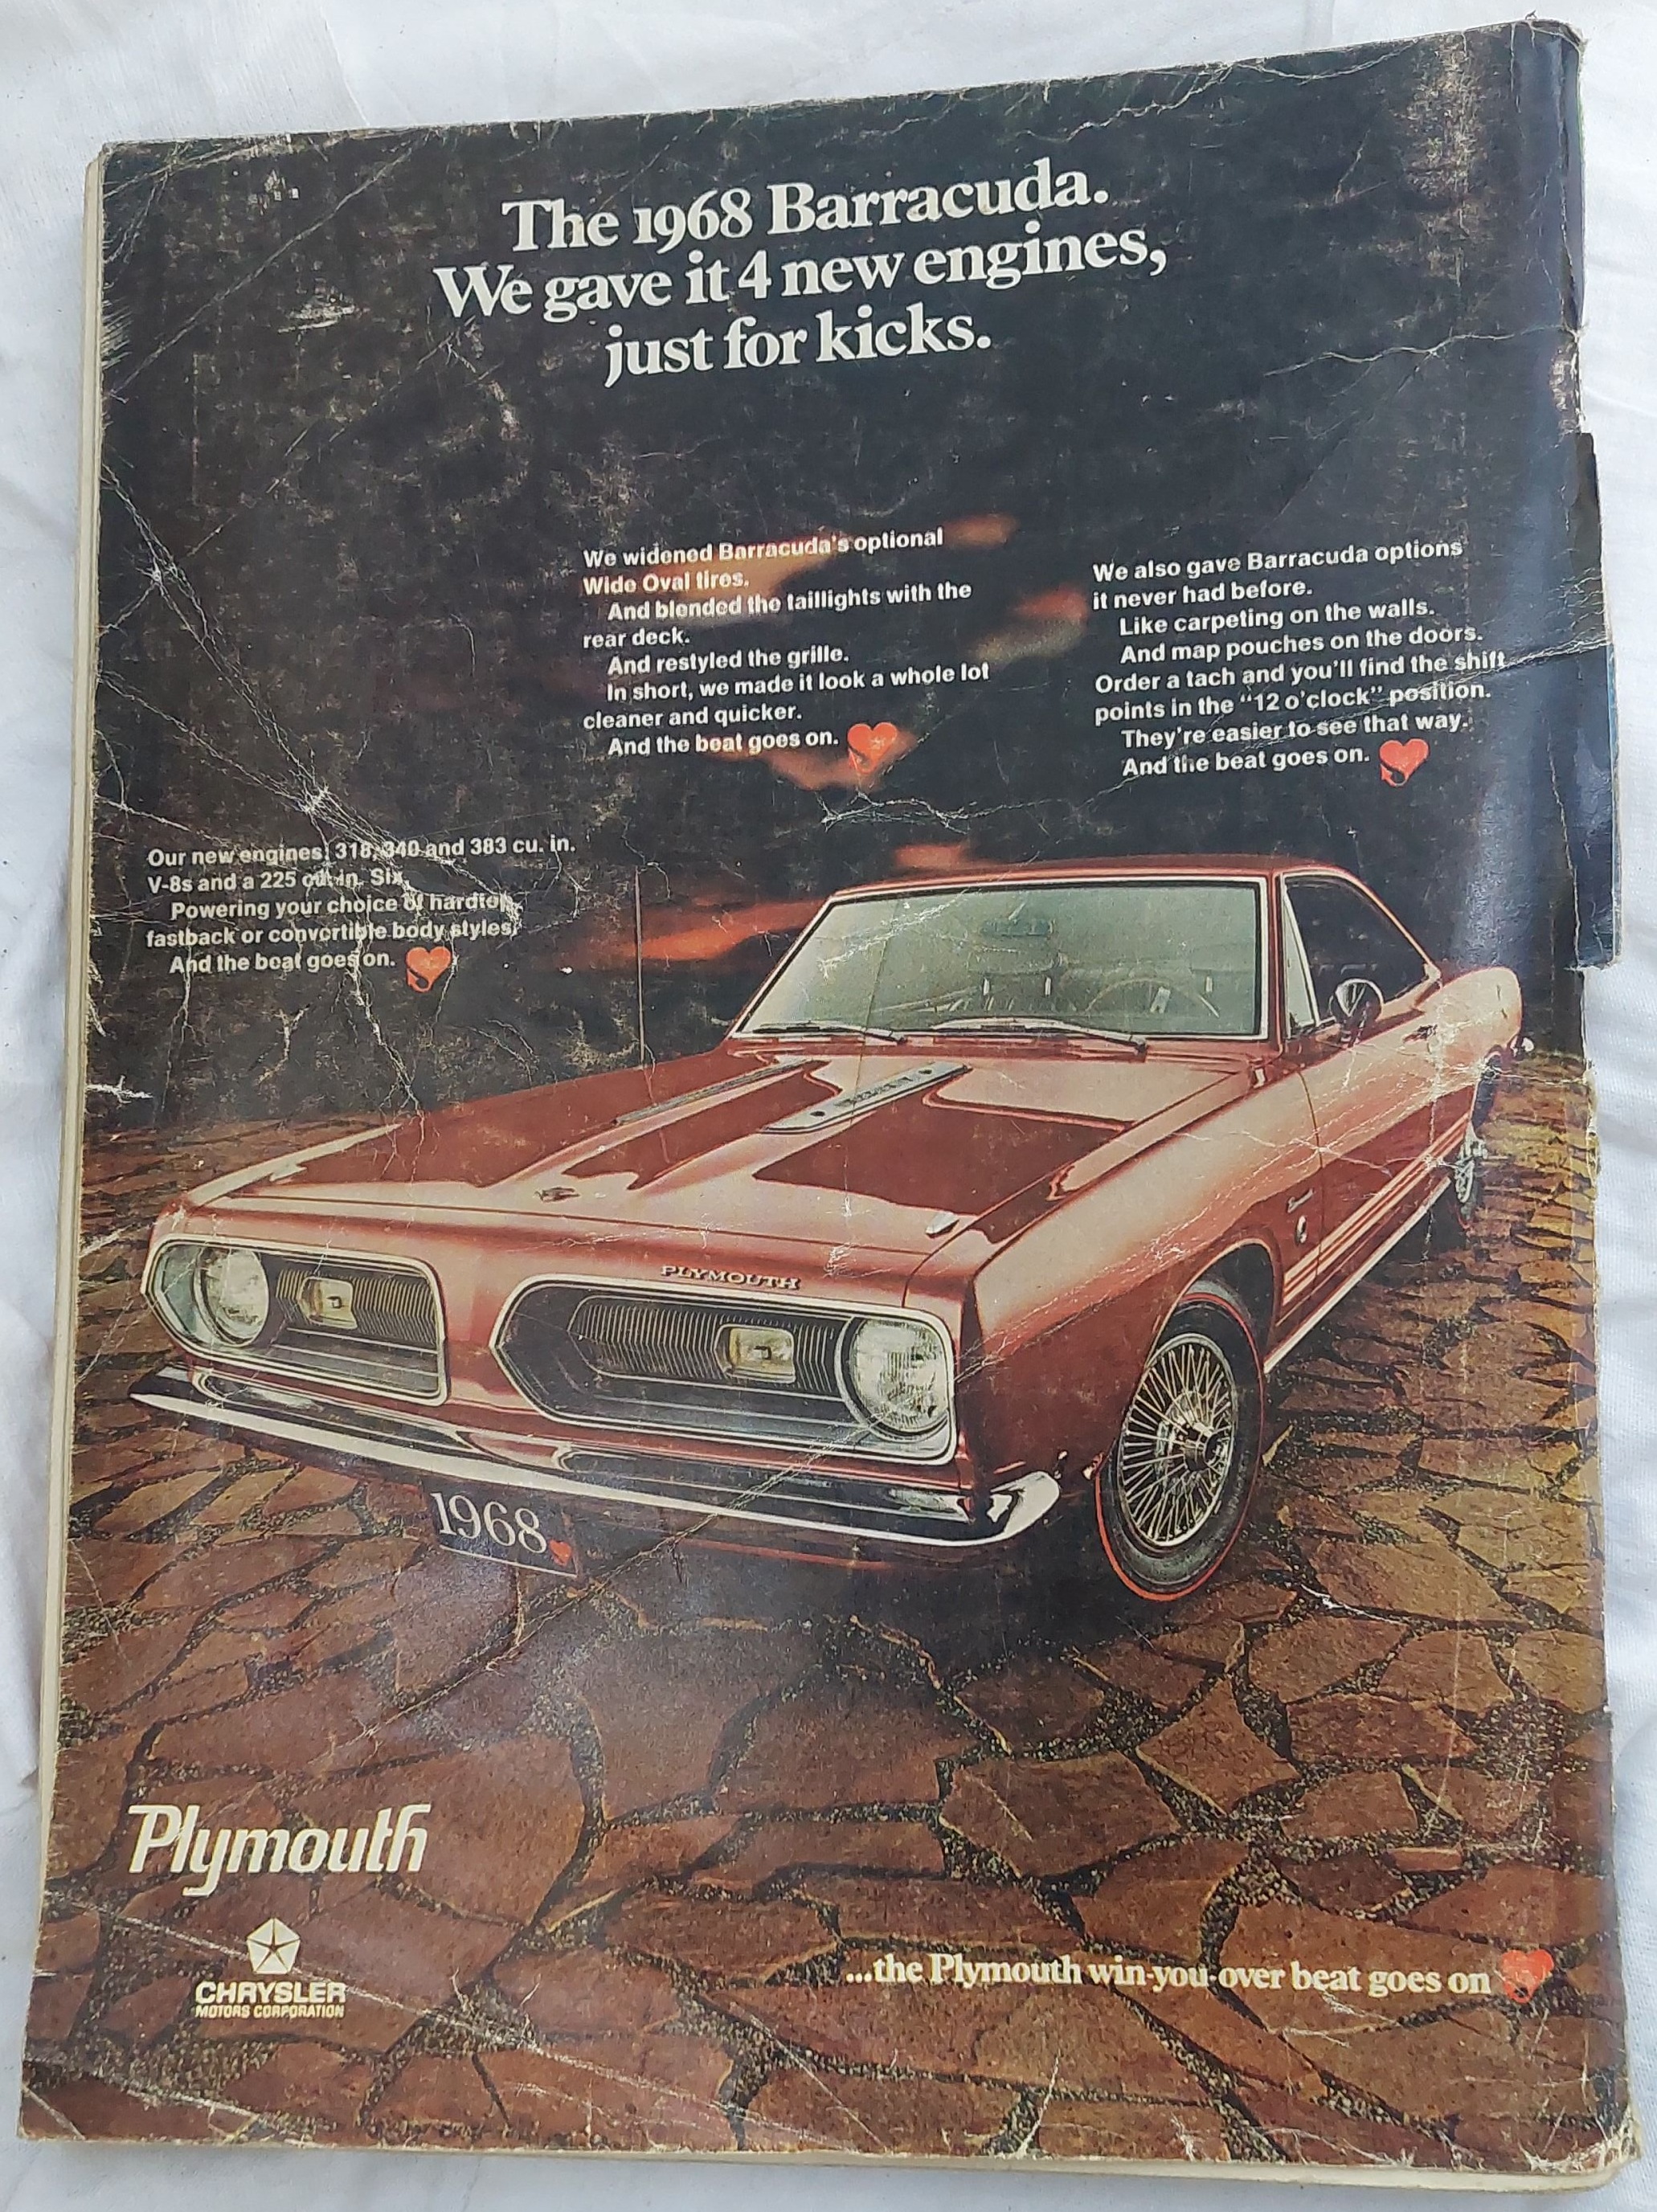 The 1968 Barracuda.
We gave it 4 new engines,
just for kicks.
We widened Barracuda's optional
Wide Oval tires.
And blended the taillights with the
rear deck.
And restyled the grille.
In short, we made it look a whole lot
cleaner and quicker.
And the beat goes on.
We also gave Barracuda options
it never had before.
Like carpeting on the walls.
And map pouches on the doors.
Order a tach and you'll find the shift
points in the "12 o'clock" position.
They're easier to see that way.
And the beat goes on.
Our new engines: 318, 340 and 383 cu. in.
V-8s and a 225 cu. in. Six.
Powering your choice of hardtop,
fastback or convertible body styles.
And the beat goes on.
PLYMOUTH
1968
Plymouth
CHRYSLER
MOTORS CORPORATION
...the Plymouth win-you-over beat goes on